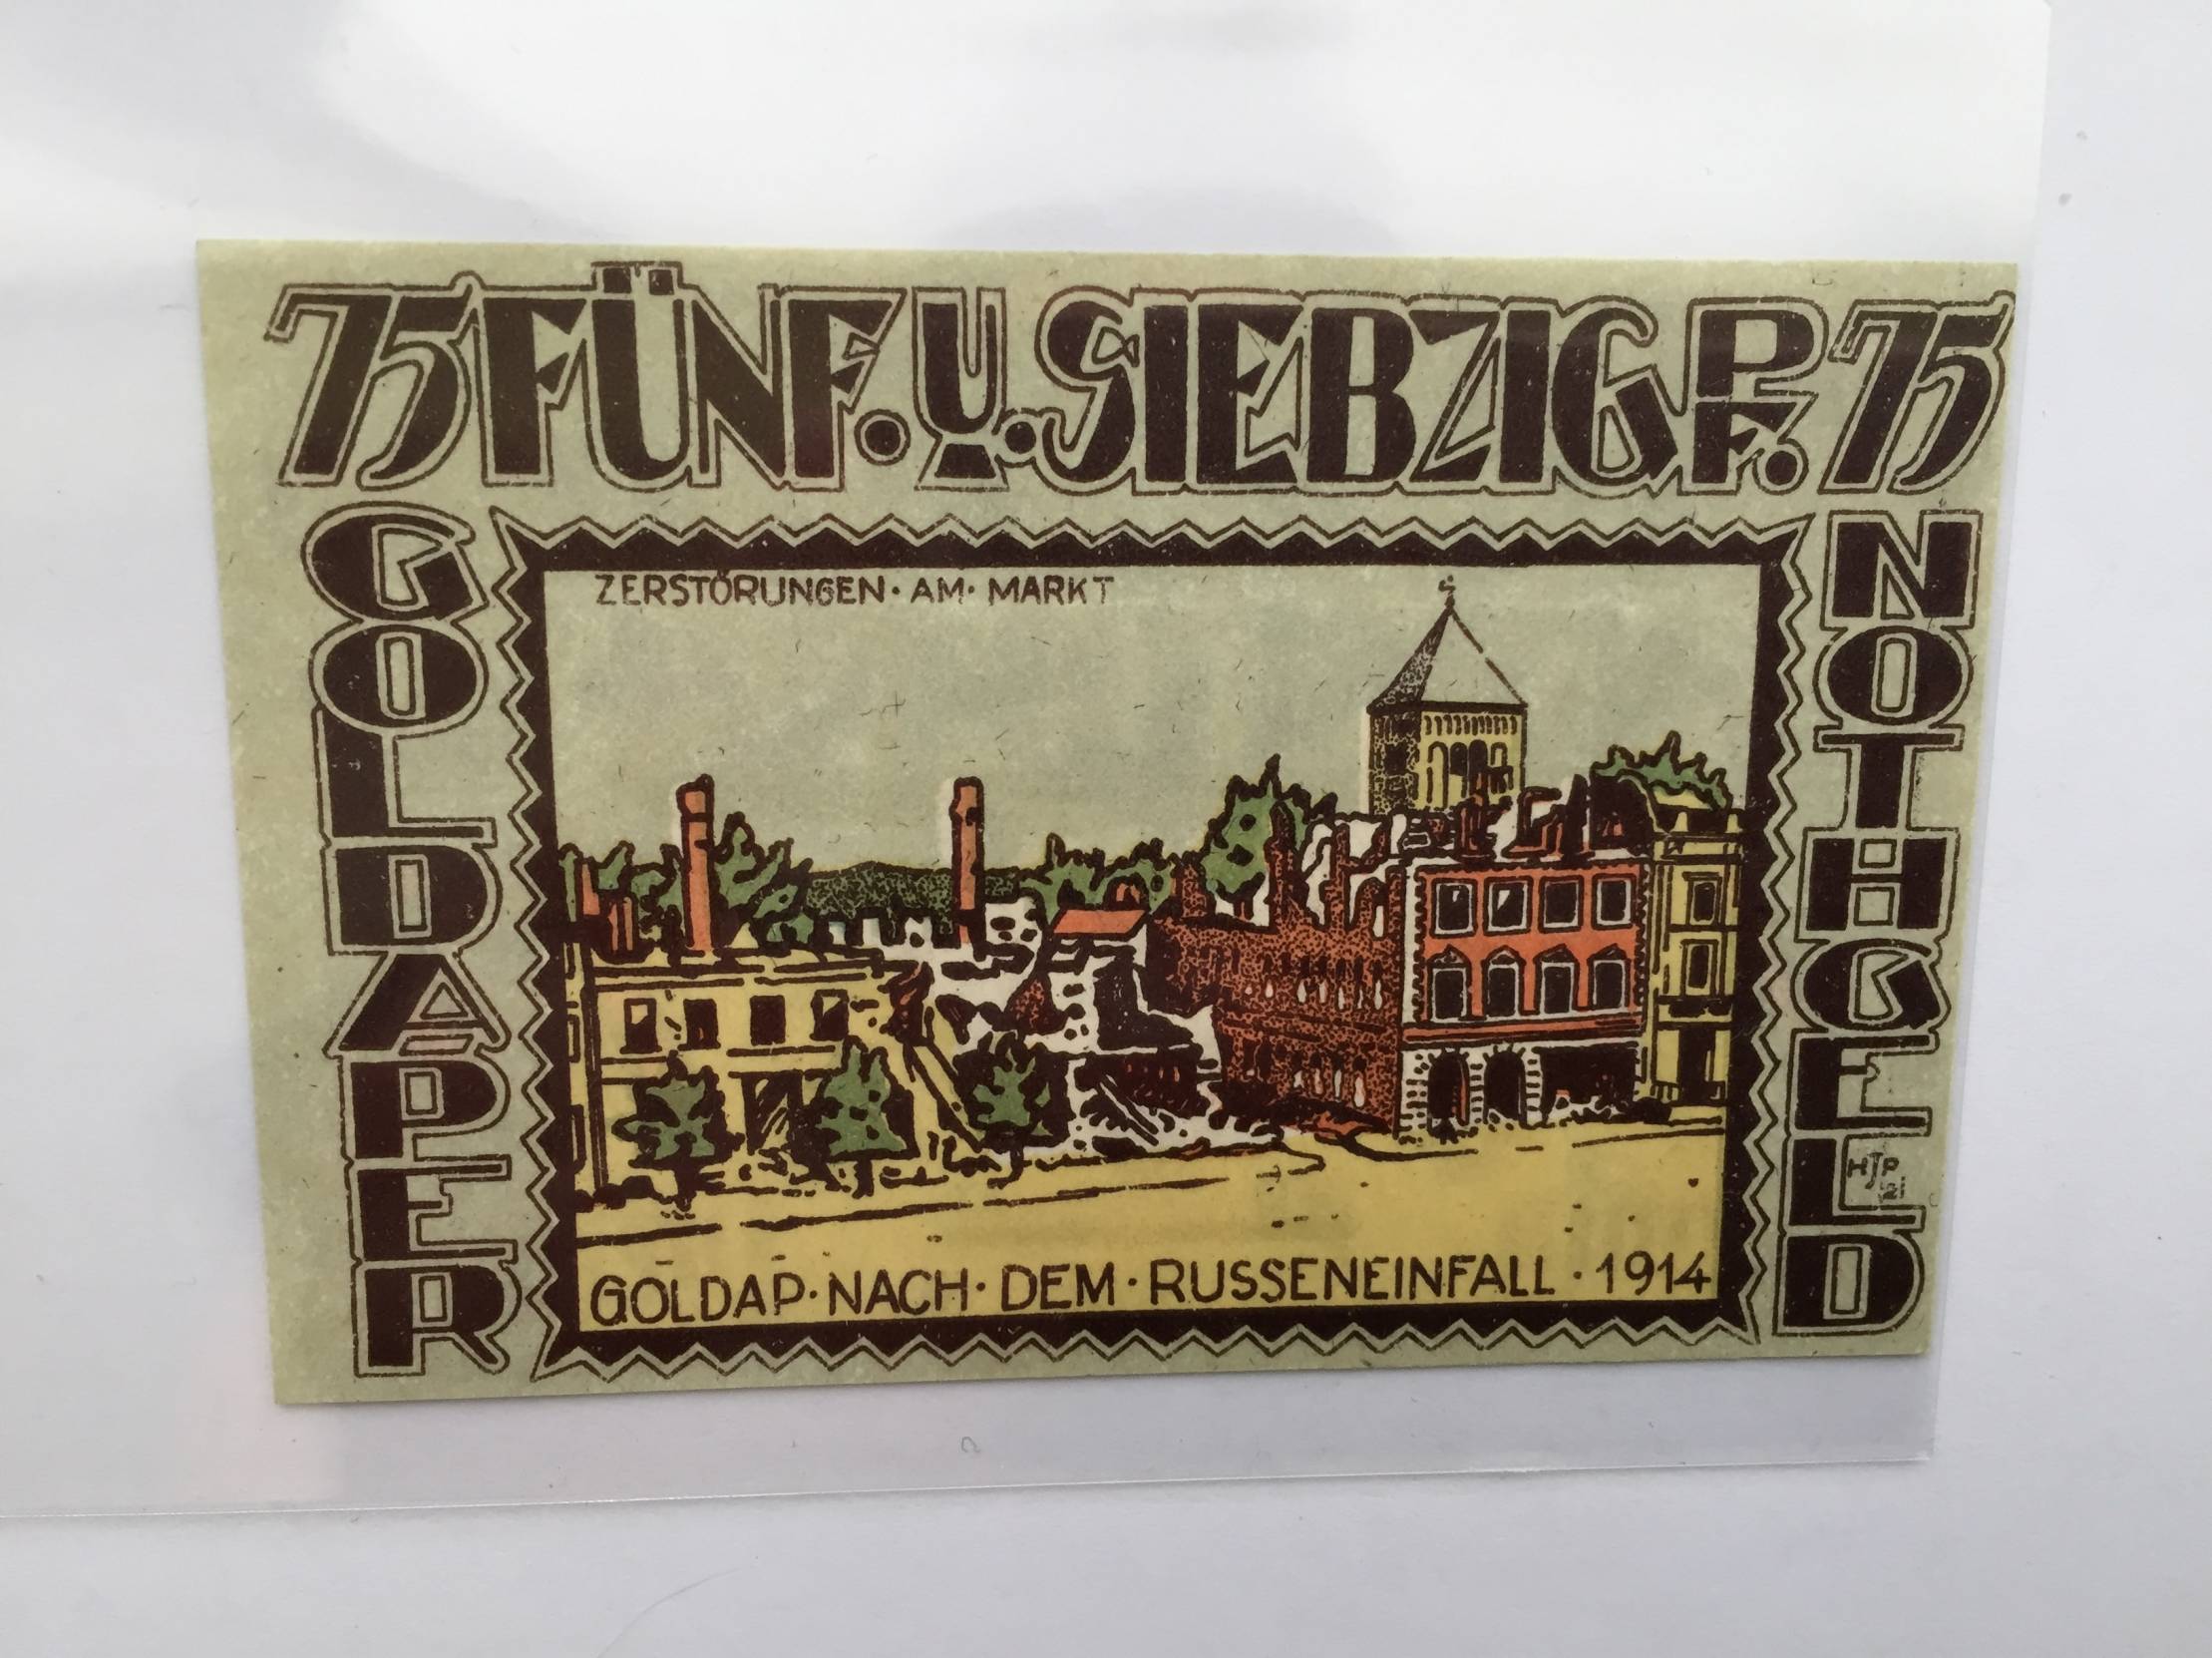 75 FÜNF. U. SIEBZIG PF. 75
GOLDAPER
NOTHGELD
ZERSTÖRUNGEN · AM · MARKT
GOLDAP · NACH · DEM · RUSSENEINFALL · 1914
HJP
21